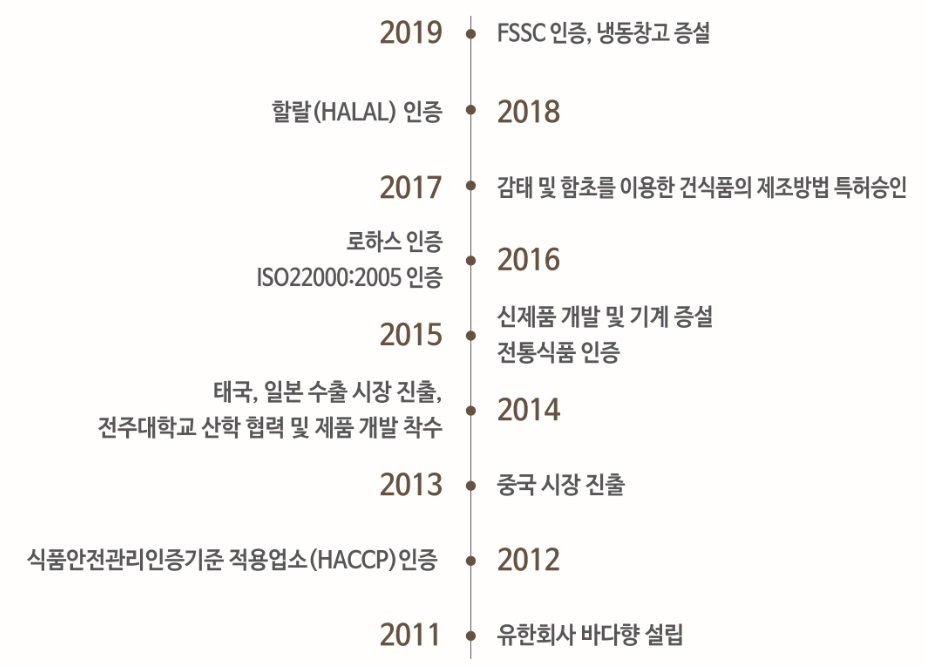 2019
FSSC 인증, 냉동창고 증설
할랄(HALAL) 인증
2018
2017
감태 및 함초를 이용한 건식품의 제조방법 특허승인
로하스 인증
ISO22000:2005 인증
2016
2015
신제품 개발 및 기계 증설
전통식품 인증
태국, 일본 수출 시장 진출,
전주대학교 산학 협력 및 제품 개발 착수
2014
2013
중국 시장 진출
식품안전관리인증기준 적용업소(HACCP)인증
2012
2011
유한회사 바다향 설립